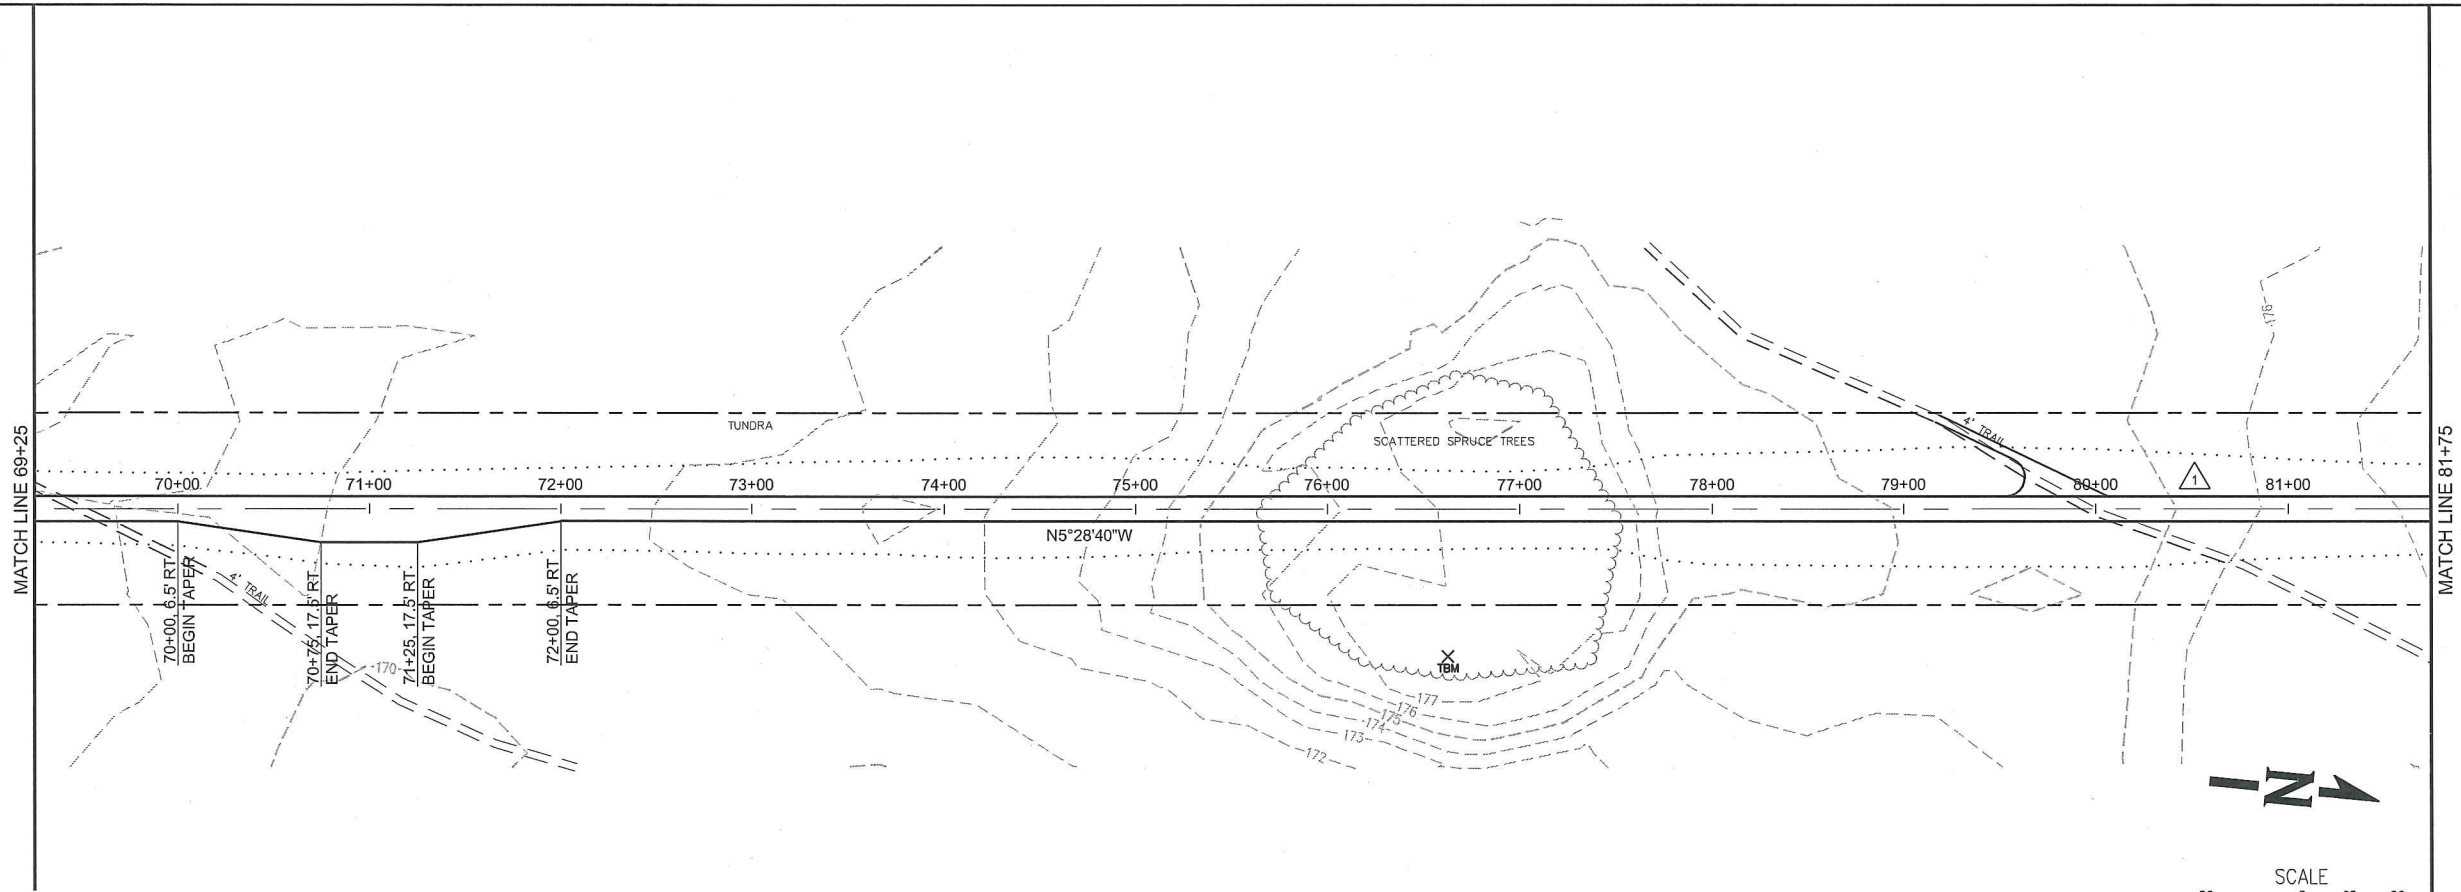 MATCH LINE 69+25
MATCH LINE 81+75
-176-
TUNDRA
4' TRAIL
SCATTERED SPRUCE TREES
70+00
71+00
72+00
73+00
74+00
75+00
76+00
77+00
78+00
79+00
80+00
1
81+00
N5°28'40"W
70+00, 6.5' RT.
BEGIN TAPER
4' TRAIL
70+75, 17.5' RT.
END TAPER
71+25, 17.5' RT.
BEGIN TAPER
72+00, 6.5' RT.
END TAPER
-170-
TBM
-177-
-176-
-175-
-174-
-173-
-172-
N
SCALE